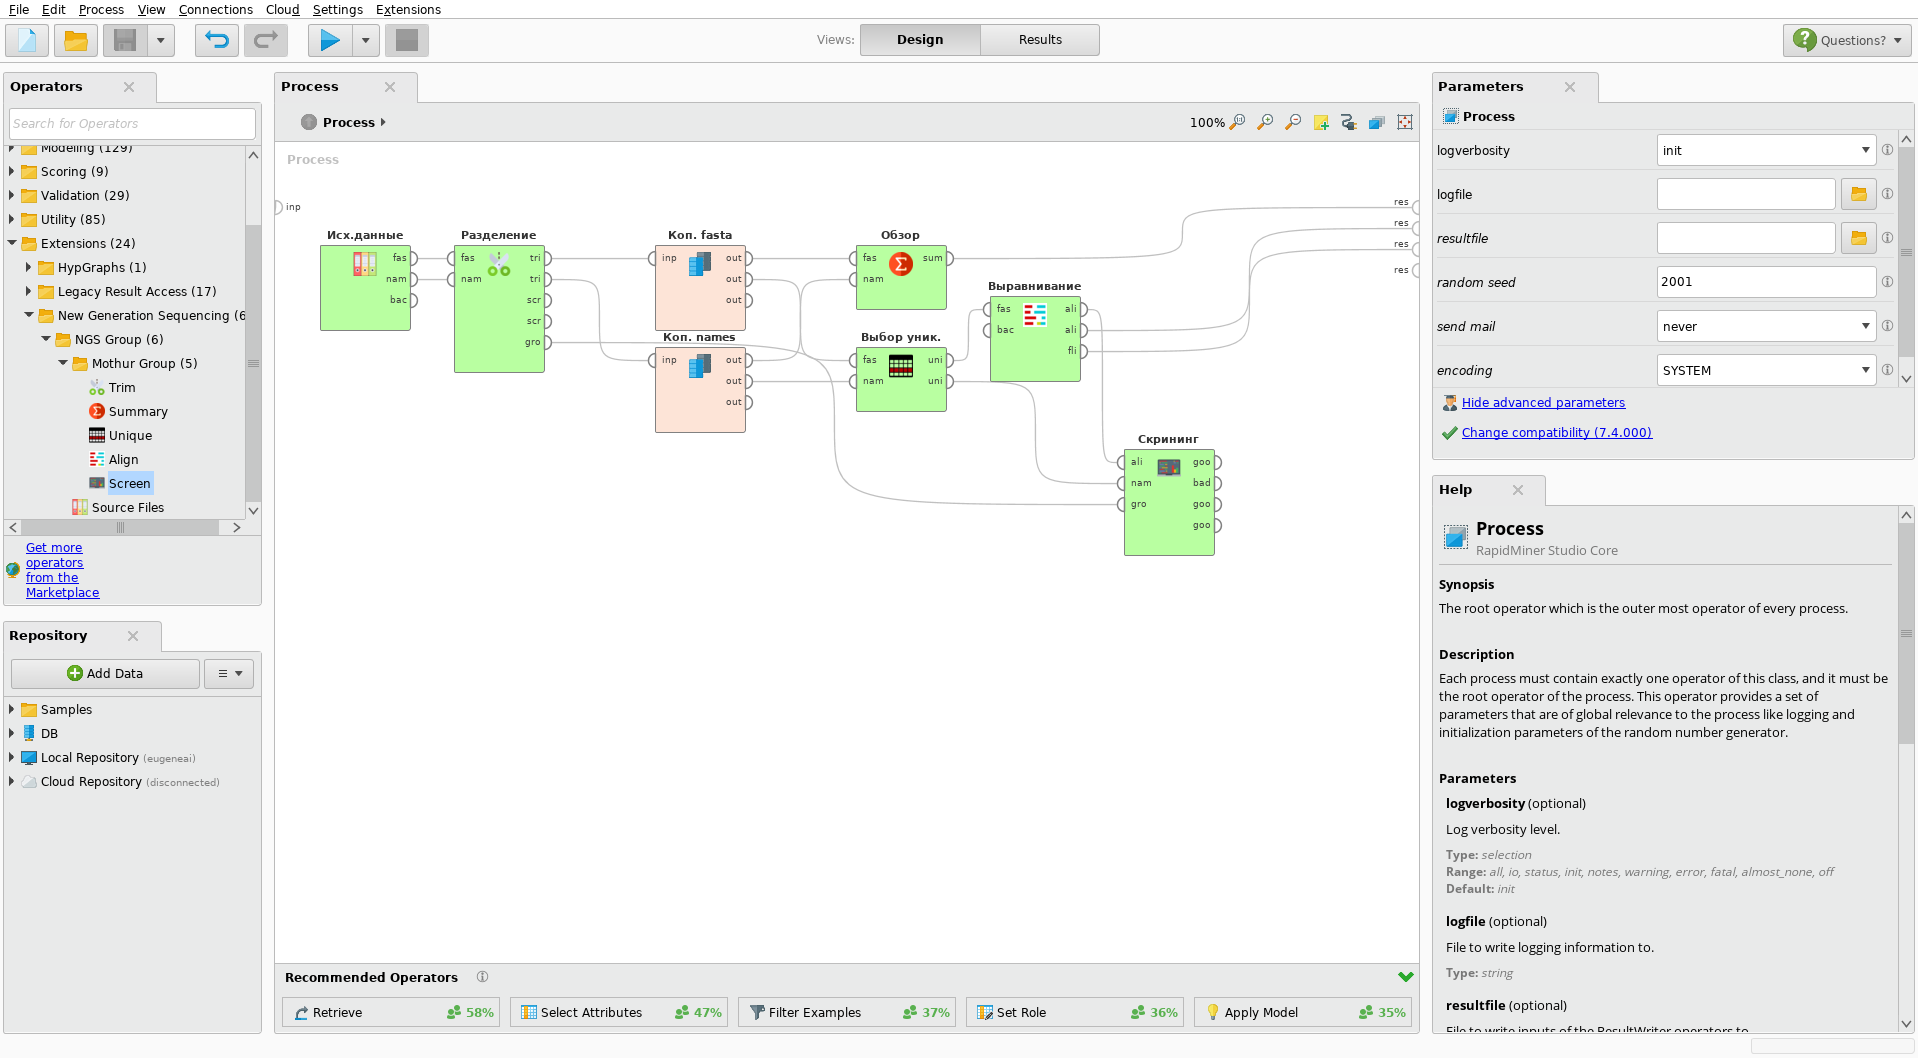 File Edit Process View Connections Cloud Settings Extensions
Views: Design Results
Questions?
Operators
Search for Operators
Modeling (129)
Scoring (9)
Validation (29)
Utility (85)
Extensions (24)
HypGraphs (1)
Legacy Result Access (17)
New Generation Sequencing (6
NGS Group (6)
Mothur Group (5)
Trim
Summary
Unique
Align
Screen
Source Files
Get more
operators
from the
Marketplace
Repository
Add Data
Samples
DB
Local Repository (eugeneai)
Cloud Repository (disconnected)
Process
Process
100%
Process
inp
Исх.данные
fas
nam
bac
Разделение
fas tri
nam tri
scr
scr
gro
Коп. fasta
inp out
out
out
Коп. names
inp out
out
out
Обзор
fas sum
nam
Выбор уник.
fas uni
nam uni
Выравнивание
fas ali
bac ali
fli
Скрининг
ali goo
nam bad
gro goo
goo
res
res
res
res
Recommended Operators
Retrieve 58%
Select Attributes 47%
Filter Examples 37%
Set Role 36%
Apply Model 35%
Parameters
Process
logverbosity init
logfile
resultfile
random seed 2001
send mail never
encoding SYSTEM
Hide advanced parameters
Change compatibility (7.4.000)
Help
Process
RapidMiner Studio Core
Synopsis
The root operator which is the outer most operator of every process.
Description
Each process must contain exactly one operator of this class, and it must be
the root operator of the process. This operator provides a set of
parameters that are of global relevance to the process like logging and
initialization parameters of the random number generator.
Parameters
logverbosity (optional)
Log verbosity level.
Type: selection
Range: all, io, status, init, notes, warning, error, fatal, almost_none, off
Default: init
logfile (optional)
File to write logging information to.
Type: string
resultfile (optional)
File to write inputs of the ResultWriter operators to